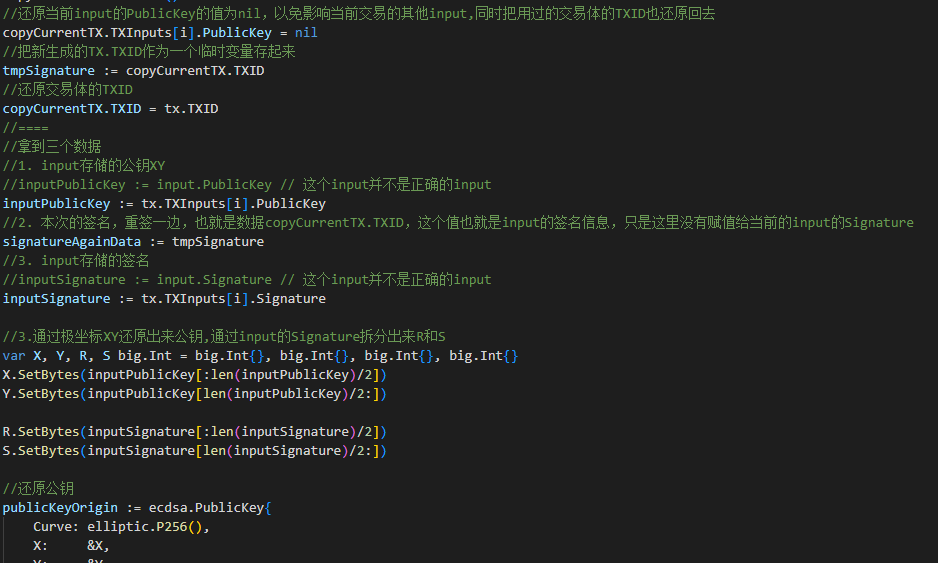 //还原当前input的PublicKey的值为nil，以免影响当前交易的其他input,同时把用过的交易体的TXID也还原回去
copyCurrentTX.TXInputs[i].PublicKey = nil
//把新生成的TX.TXID作为一个临时变量存起来
tmpSignature := copyCurrentTX.TXID
//还原交易体的TXID
copyCurrentTX.TXID = tx.TXID
//====
//拿到三个数据
//1. input存储的公钥XY
//inputPublicKey := input.PublicKey // 这个input并不是正确的input
inputPublicKey := tx.TXInputs[i].PublicKey
//2. 本次的签名，重签一边，也就是数据copyCurrentTX.TXID，这个值也就是input的签名信息，只是这里没有赋值给当前的input的Signature
signatureAgainData := tmpSignature
//3. input存储的签名
//inputSignature := input.Signature // 这个input并不是正确的input
inputSignature := tx.TXInputs[i].Signature
//3.通过极坐标XY还原出来公钥,通过input的Signature拆分出来R和S
var X, Y, R, S big.Int = big.Int{}, big.Int{}, big.Int{}, big.Int{}
X.SetBytes(inputPublicKey[:len(inputPublicKey)/2])
Y.SetBytes(inputPublicKey[len(inputPublicKey)/2:])
R.SetBytes(inputSignature[:len(inputSignature)/2])
S.SetBytes(inputSignature[len(inputSignature)/2:])
//还原公钥
publicKeyOrigin := ecdsa.PublicKey{
Curve: elliptic.P256(),
X: &X,